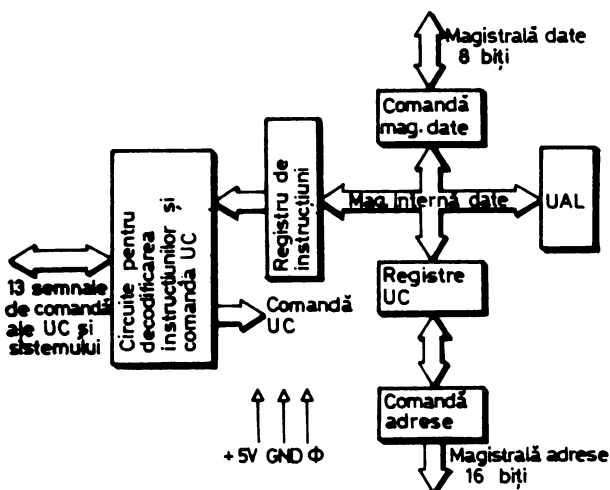 Magistrală date
8 biți
Comandă
mag. date
Registru de
instrucțiuni
Mag. internă date
UAL
Circuite pentru
decodificarea
instrucțiunilor și
comanda UC
13 semnale
de comandă
ale UC și
sistemului
Comandă
UC
Registre
UC
Comandă
adrese
+5V GND Φ
Magistrală adrese
16 biți